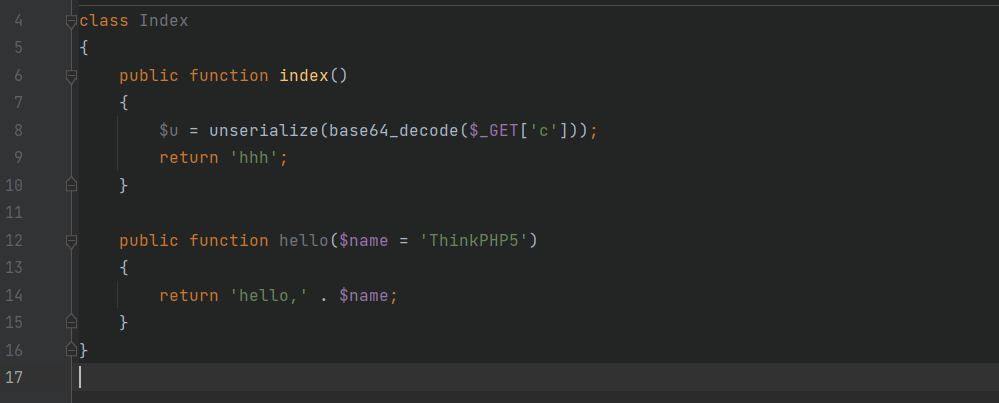 4 class Index
5 {
6 public function index()
7 {
8 $u = unserialize(base64_decode($_GET['c']));
9 return 'hhh';
10 }
11
12 public function hello($name = 'ThinkPHP5')
13 {
14 return 'hello,' . $name;
15 }
16 }
17